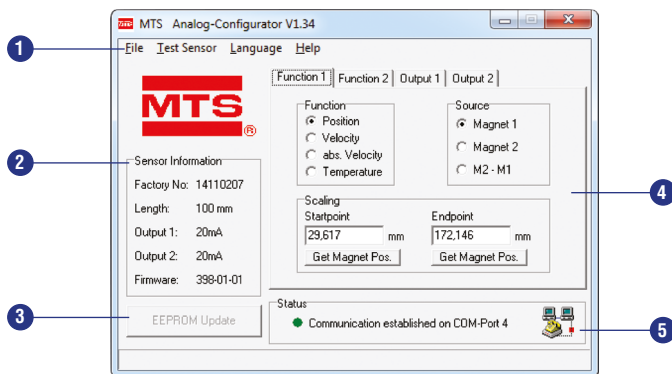 MTS Analog-Configurator V1.34
1
File Test Sensor Language Help
Function 1 Function 2 Output 1 Output 2
MTS
®
2
Sensor Information
Factory No: 14110207
Length: 100 mm
Output 1: 20mA
Output 2: 20mA
Firmware: 398-01-01
Function
Position
Velocity
abs. Velocity
Temperature
Source
Magnet 1
Magnet 2
M2 - M1
4
Scaling
Startpoint Endpoint
29,617 mm 172,146 mm
Get Magnet Pos. Get Magnet Pos.
3
EEPROM Update
Status
Communication established on COM-Port 4
5